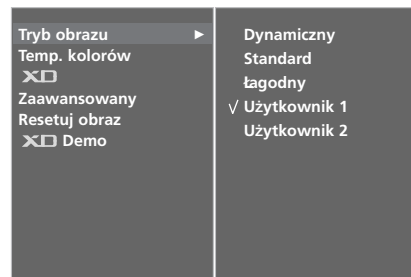 Tryb obrazu ►
Temp. kolorów
XD
Zaawansowany
Resetuj obraz
XD Demo
Dynamiczny
Standard
Łagodny
√ Użytkownik 1
Użytkownik 2